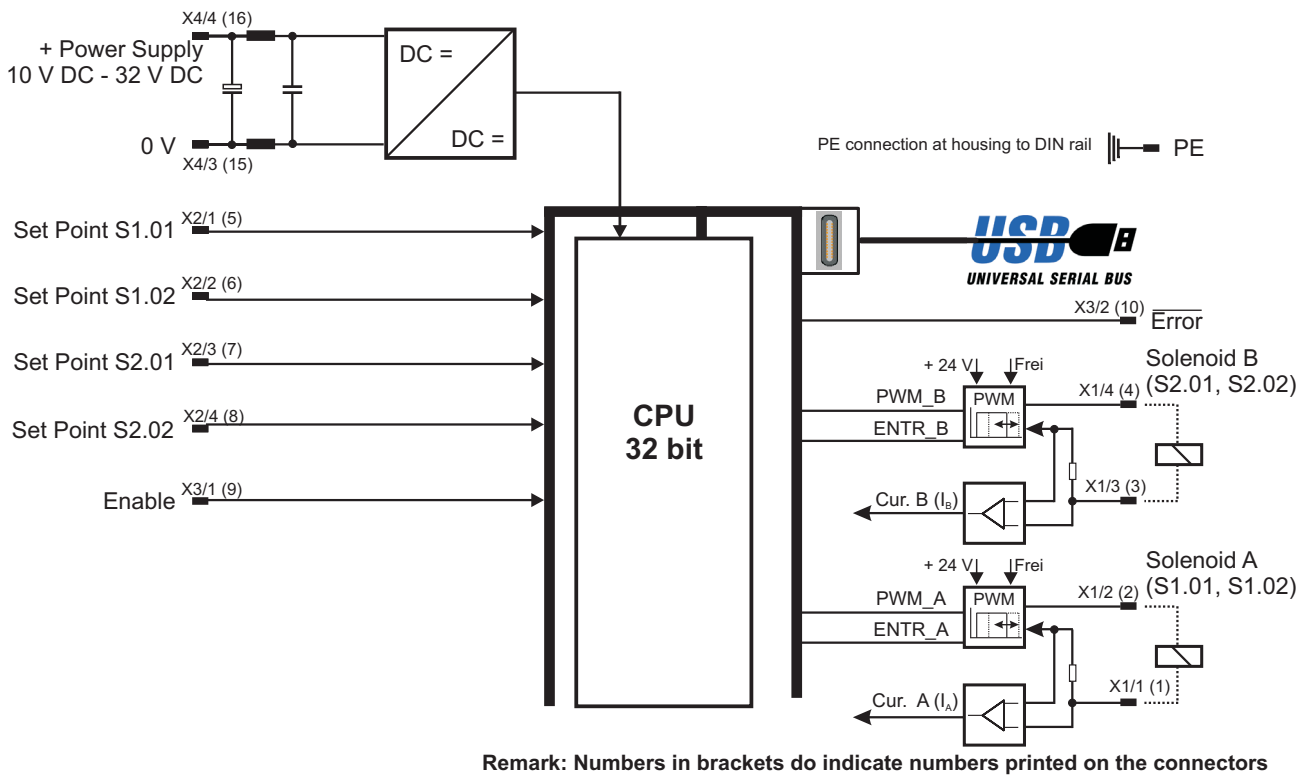 X4/4 (16)
+ Power Supply
10 V DC - 32 V DC
0 V
X4/3 (15)
DC =
DC =
PE connection at housing to DIN rail
PE
Set Point S1.01
X2/1 (5)
Set Point S1.02
X2/2 (6)
Set Point S2.01
X2/3 (7)
Set Point S2.02
X2/4 (8)
Enable
X3/1 (9)
CPU
32 bit
USB
UNIVERSAL SERIAL BUS
X3/2 (10)
Error
Solenoid B
(S2.01, S2.02)
+ 24 V
Frei
PWM_B
PWM
X1/4 (4)
ENTR_B
X1/3 (3)
Cur. B (I_B)
Solenoid A
(S1.01, S1.02)
+ 24 V
Frei
PWM_A
PWM
X1/2 (2)
ENTR_A
X1/1 (1)
Cur. A (I_A)
Remark: Numbers in brackets do indicate numbers printed on the connectors